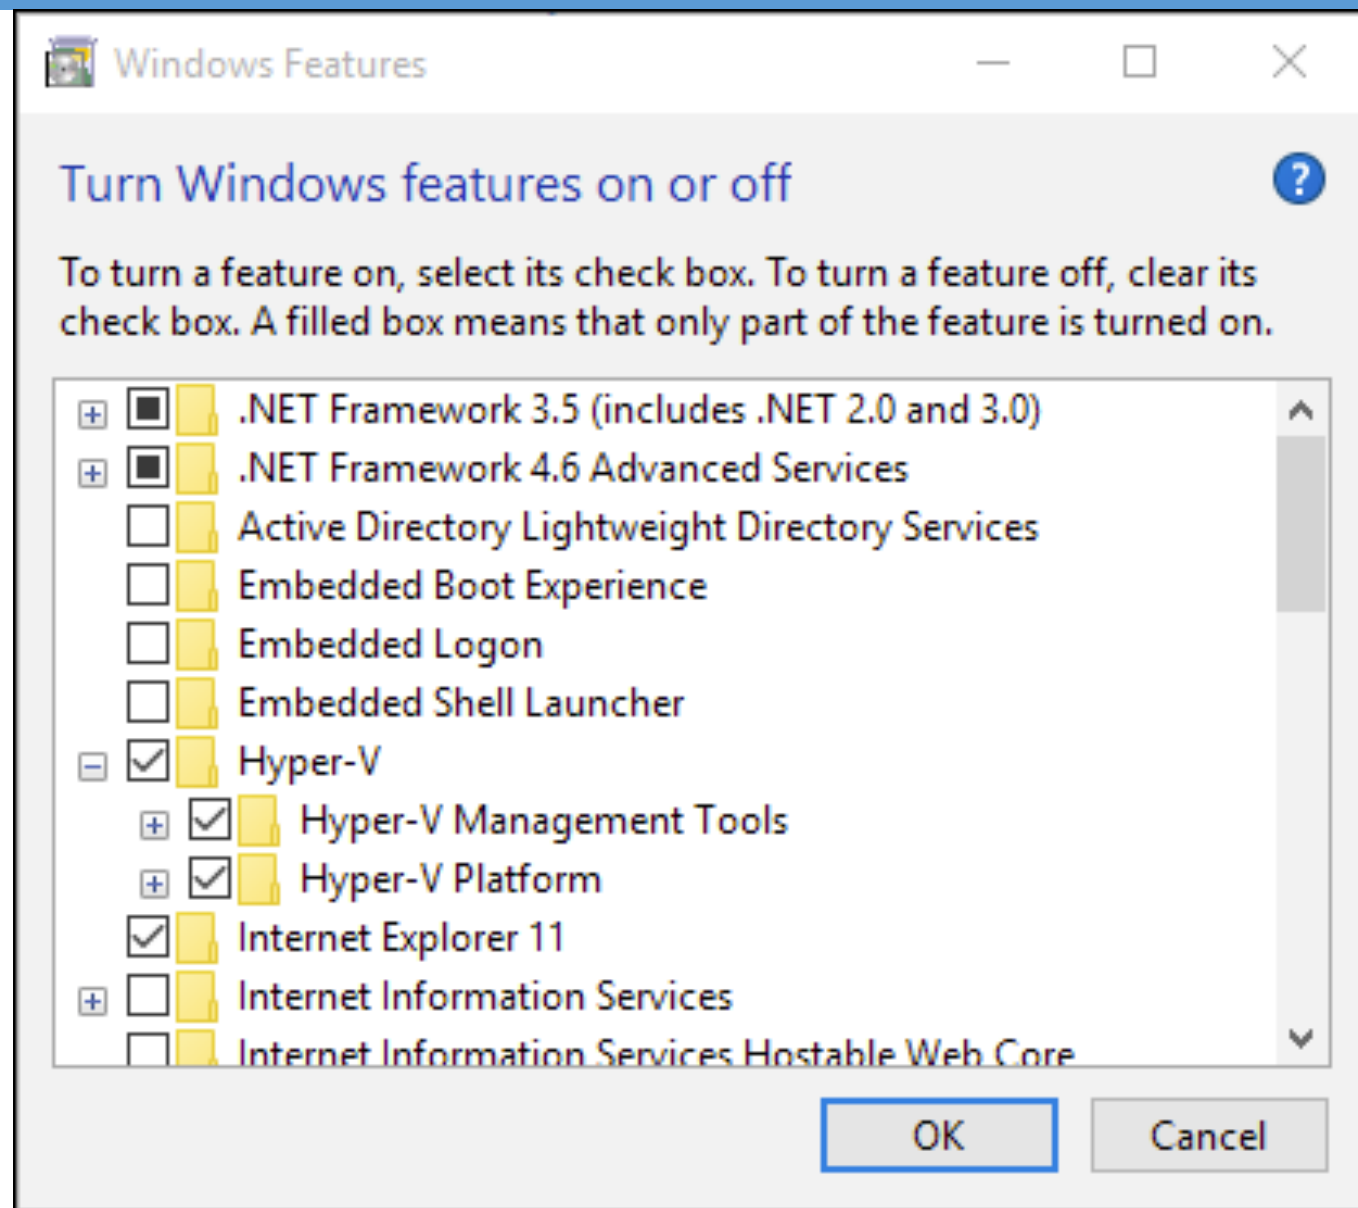 Windows Features
Turn Windows features on or off
?
To turn a feature on, select its check box. To turn a feature off, clear its
check box. A filled box means that only part of the feature is turned on.
.NET Framework 3.5 (includes .NET 2.0 and 3.0)
.NET Framework 4.6 Advanced Services
Active Directory Lightweight Directory Services
Embedded Boot Experience
Embedded Logon
Embedded Shell Launcher
Hyper-V
Hyper-V Management Tools
Hyper-V Platform
Internet Explorer 11
Internet Information Services
Internet Information Services Hostable Web Core
OK
Cancel